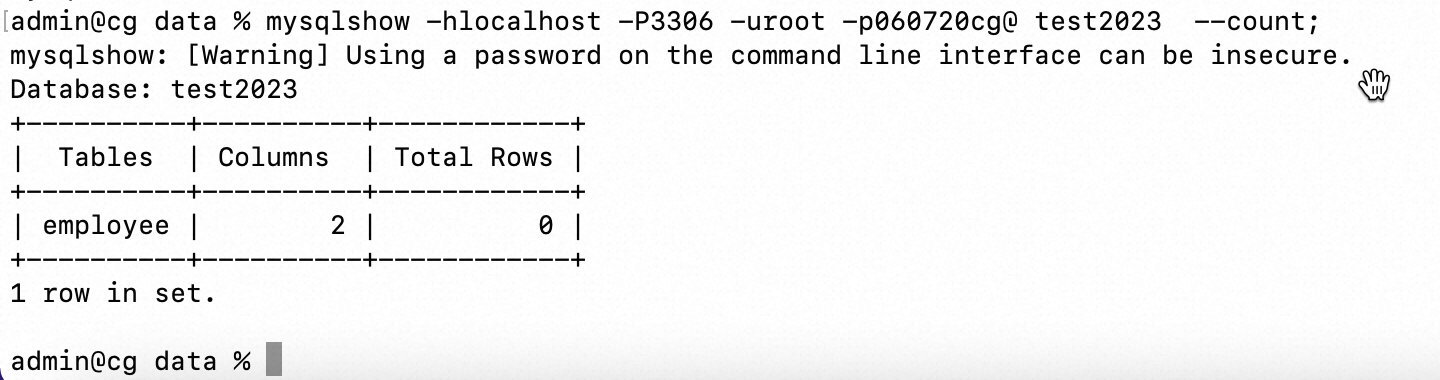 admin@cg data % mysqlshow -hlocalhost -P3306 -uroot -p060720cg@ test2023  --count;
mysqlshow: [Warning] Using a password on the command line interface can be insecure.
Database: test2023
+----------+----------+------------+
|  Tables  | Columns  | Total Rows |
+----------+----------+------------+
| employee |        2 |          0 |
+----------+----------+------------+
1 row in set.
admin@cg data %